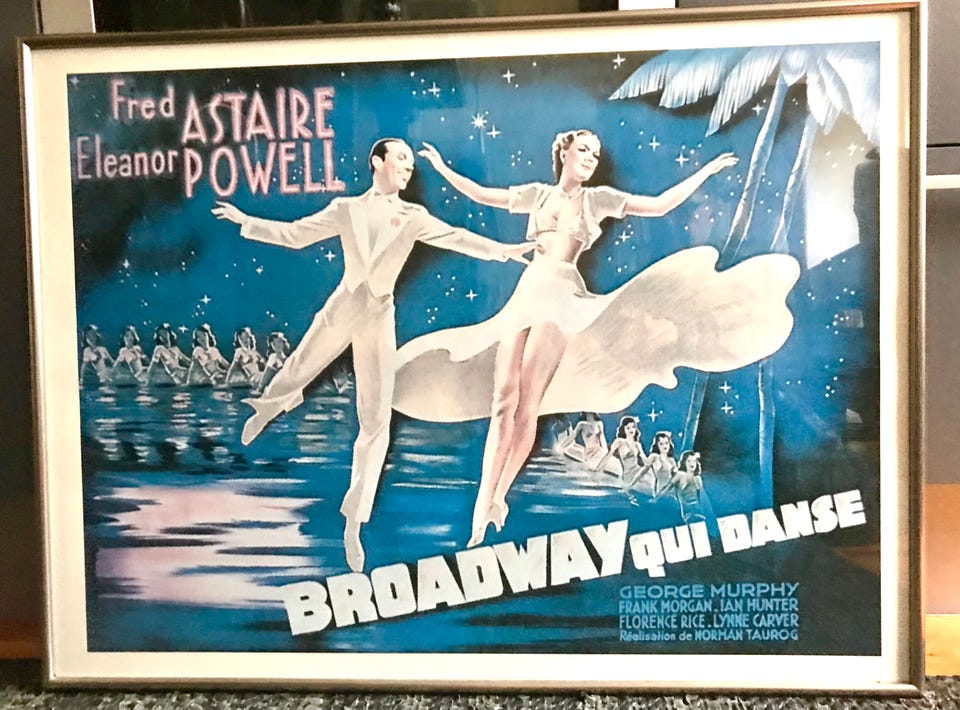 Fred ASTAIRE
Eleanor POWELL
BROADWAY QUI DANSE
GEORGE MURPHY
FRANK MORGAN . IAN HUNTER
FLORENCE RICE . LYNNE CARVER
Réalisation de NORMAN TAUROG